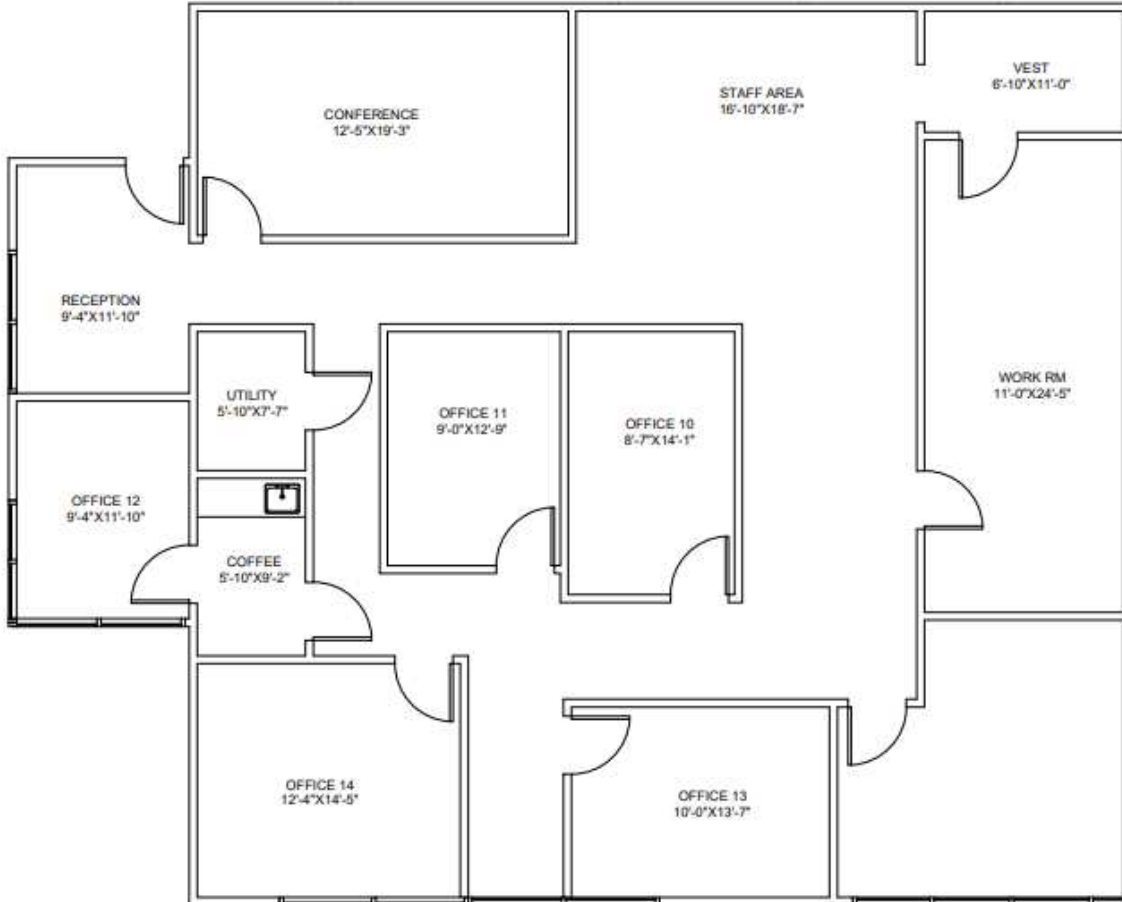 CONFERENCE
12'-5"X19'-3"
STAFF AREA
16'-10"X18'-7"
VEST
6'-10"X11'-0"
RECEPTION
9'-4"X11'-10"
UTILITY
5'-10"X7'-7"
OFFICE 11
9'-0"X12'-9"
OFFICE 10
8'-7"X14'-1"
WORK RM
11'-0"X24'-5"
OFFICE 12
9'-4"X11'-10"
COFFEE
5'-10"X9'-2"
OFFICE 14
12'-4"X14'-5"
OFFICE 13
10'-0"X13'-7"